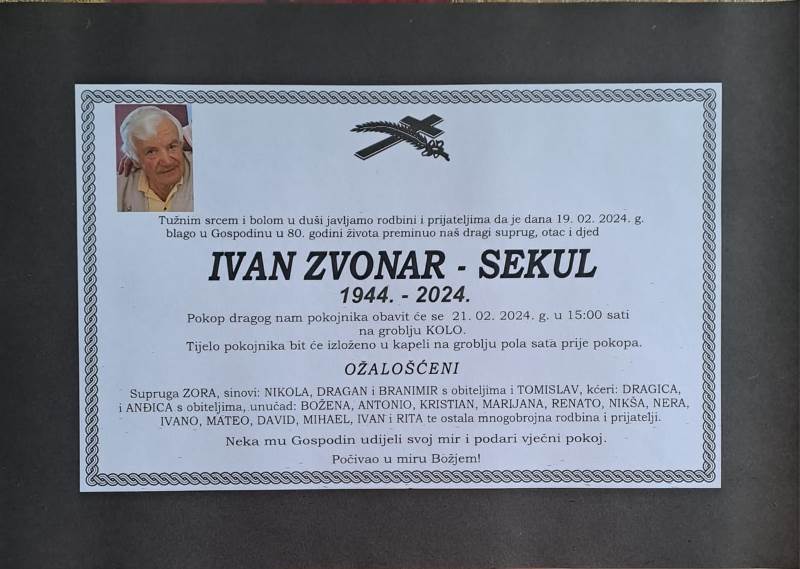 Tužnim srcem i bolom u duši javljamo rodbini i prijateljima da je dana 19. 02. 2024. g.
blago u Gospodinu u 80. godini života preminuo naš dragi suprug, otac i djed
IVAN ZVONAR - SEKUL
1944. - 2024.
Pokop dragog nam pokojnika obavit će se 21. 02. 2024. g. u 15:00 sati
na groblju KOLO.
Tijelo pokojnika bit će izloženo u kapeli na groblju pola sata prije pokopa.
OŽALOŠĆENI
Supruga ZORA, sinovi: NIKOLA, DRAGAN i BRANIMIR s obiteljima i TOMISLAV, kćeri: DRAGICA,
i ANĐICA s obiteljima, unučad: BOŽENA, ANTONIO, KRISTIAN, MARIJANA, RENATO, NIKŠA, NERA,
IVANO, MATEO, DAVID, MIHAEL, IVAN i RITA te ostala mnogobrojna rodbina i prijatelji.
Neka mu Gospodin udijeli svoj mir i podari vječni pokoj.
Počivao u miru Božjem!